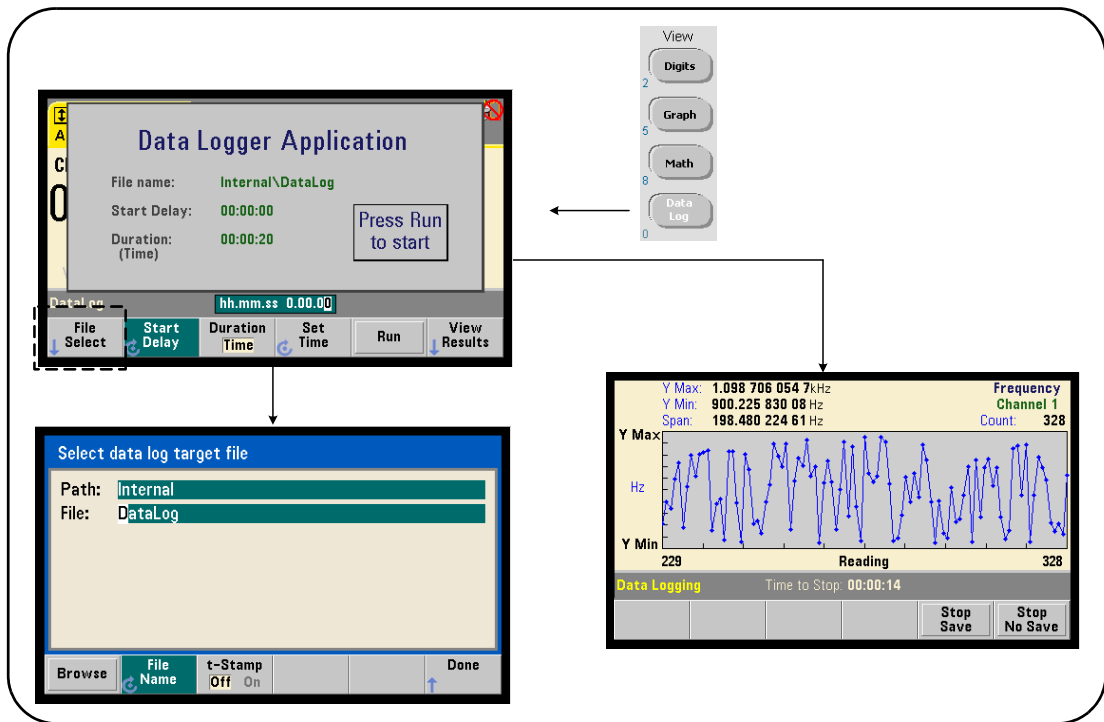 View
Digits
2
Graph
5
Math
8
Data
Log
0
A
Cl
0
Data Logger Application
File name: Internal\DataLog
Start Delay: 00:00:00
Duration: 00:00:20
(Time)
Press Run
to start
DataLog
hh.mm.ss 0.00.00
File
Select
Start
Delay
Duration
Time
Set
Time
Run
View
Results
Select data log target file
Path: Internal
File: DataLog
Browse
File
Name
t-Stamp
Off On
Done
Y Max: 1.098 706 054 7kHz
Frequency
Y Min: 900.225 830 08 Hz
Channel 1
Span: 198.480 224 61 Hz
Count: 328
Y Max
Hz
Y Min
229 Reading 328
Data Logging Time to Stop: 00:00:14
Stop
Save
Stop
No Save